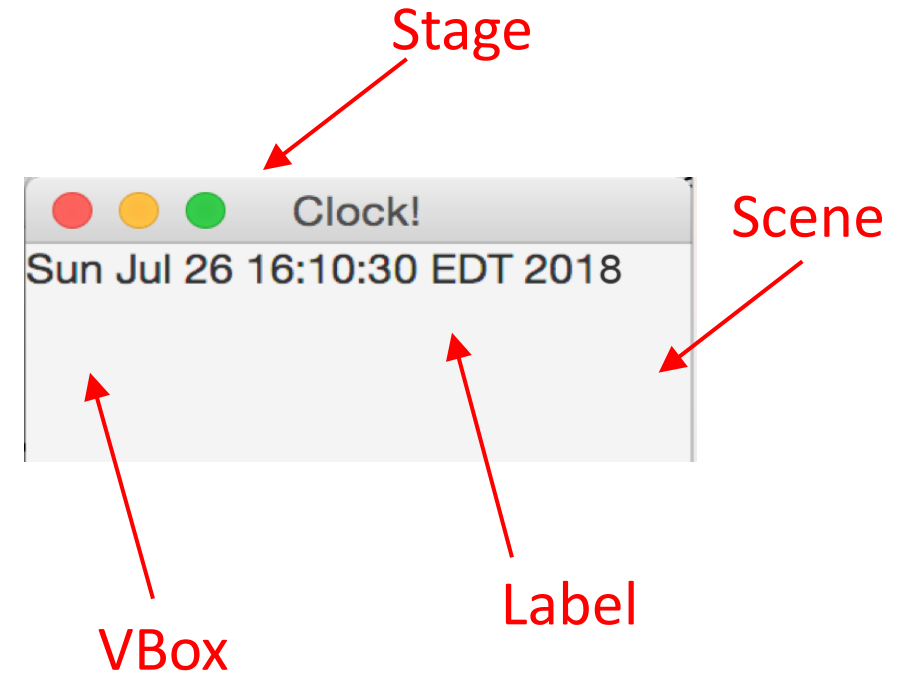 Stage
Clock!
Scene
Sun Jul 26 16:10:30 EDT 2018
Label
VBox